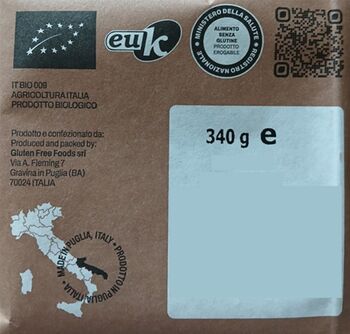 euk
MINISTERO DELLA SALUTE
ALIMENTO
SENZA
GLUTINE
PRODOTTO
EROGABILE
REGISTRO NAZIONALE
IT BIO 009
AGRICOLTURA ITALIA
PRODOTTO BIOLOGICO
Prodotto e confezionato da:
Produced and packed by:
Gluten Free Foods srl
Via A. Fleming 7
Gravina in Puglia (BA)
70024 ITALIA
340 g e
MADE IN PUGLIA, ITALY
PRODOTTO IN PUGLIA ITALIA